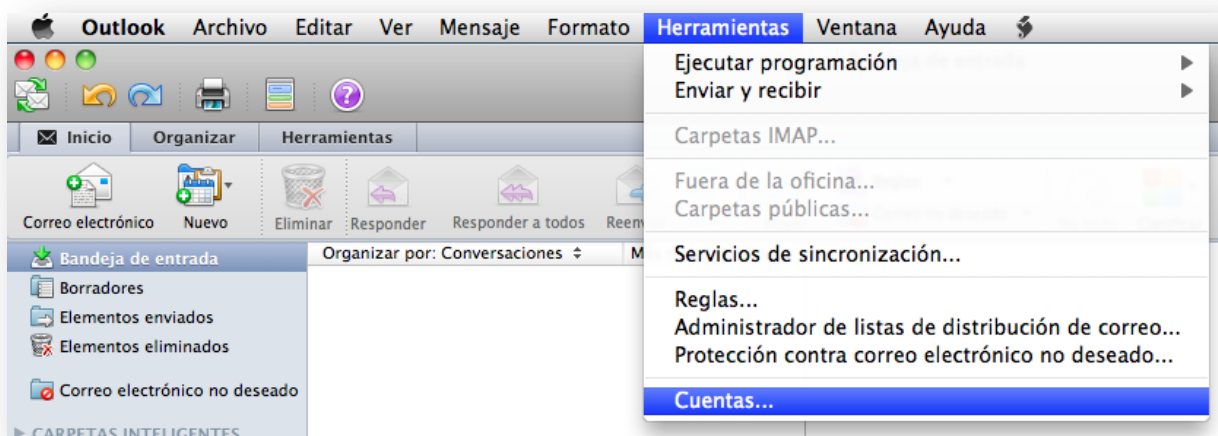 Outlook Archivo Editar Ver Mensaje Formato Herramientas Ventana Ayuda
Ejecutar programación
Enviar y recibir
Carpetas IMAP...
Fuera de la oficina...
Carpetas públicas...
Servicios de sincronización...
Reglas...
Administrador de listas de distribución de correo...
Protección contra correo electrónico no deseado...
Cuentas...
Inicio Organizar Herramientas
Correo electrónico Nuevo Eliminar Responder Responder a todos
Organizar por: Conversaciones
Bandeja de entrada
Borradores
Elementos enviados
Elementos eliminados
Correo electrónico no deseado
CARPETAS INTELIGENTES